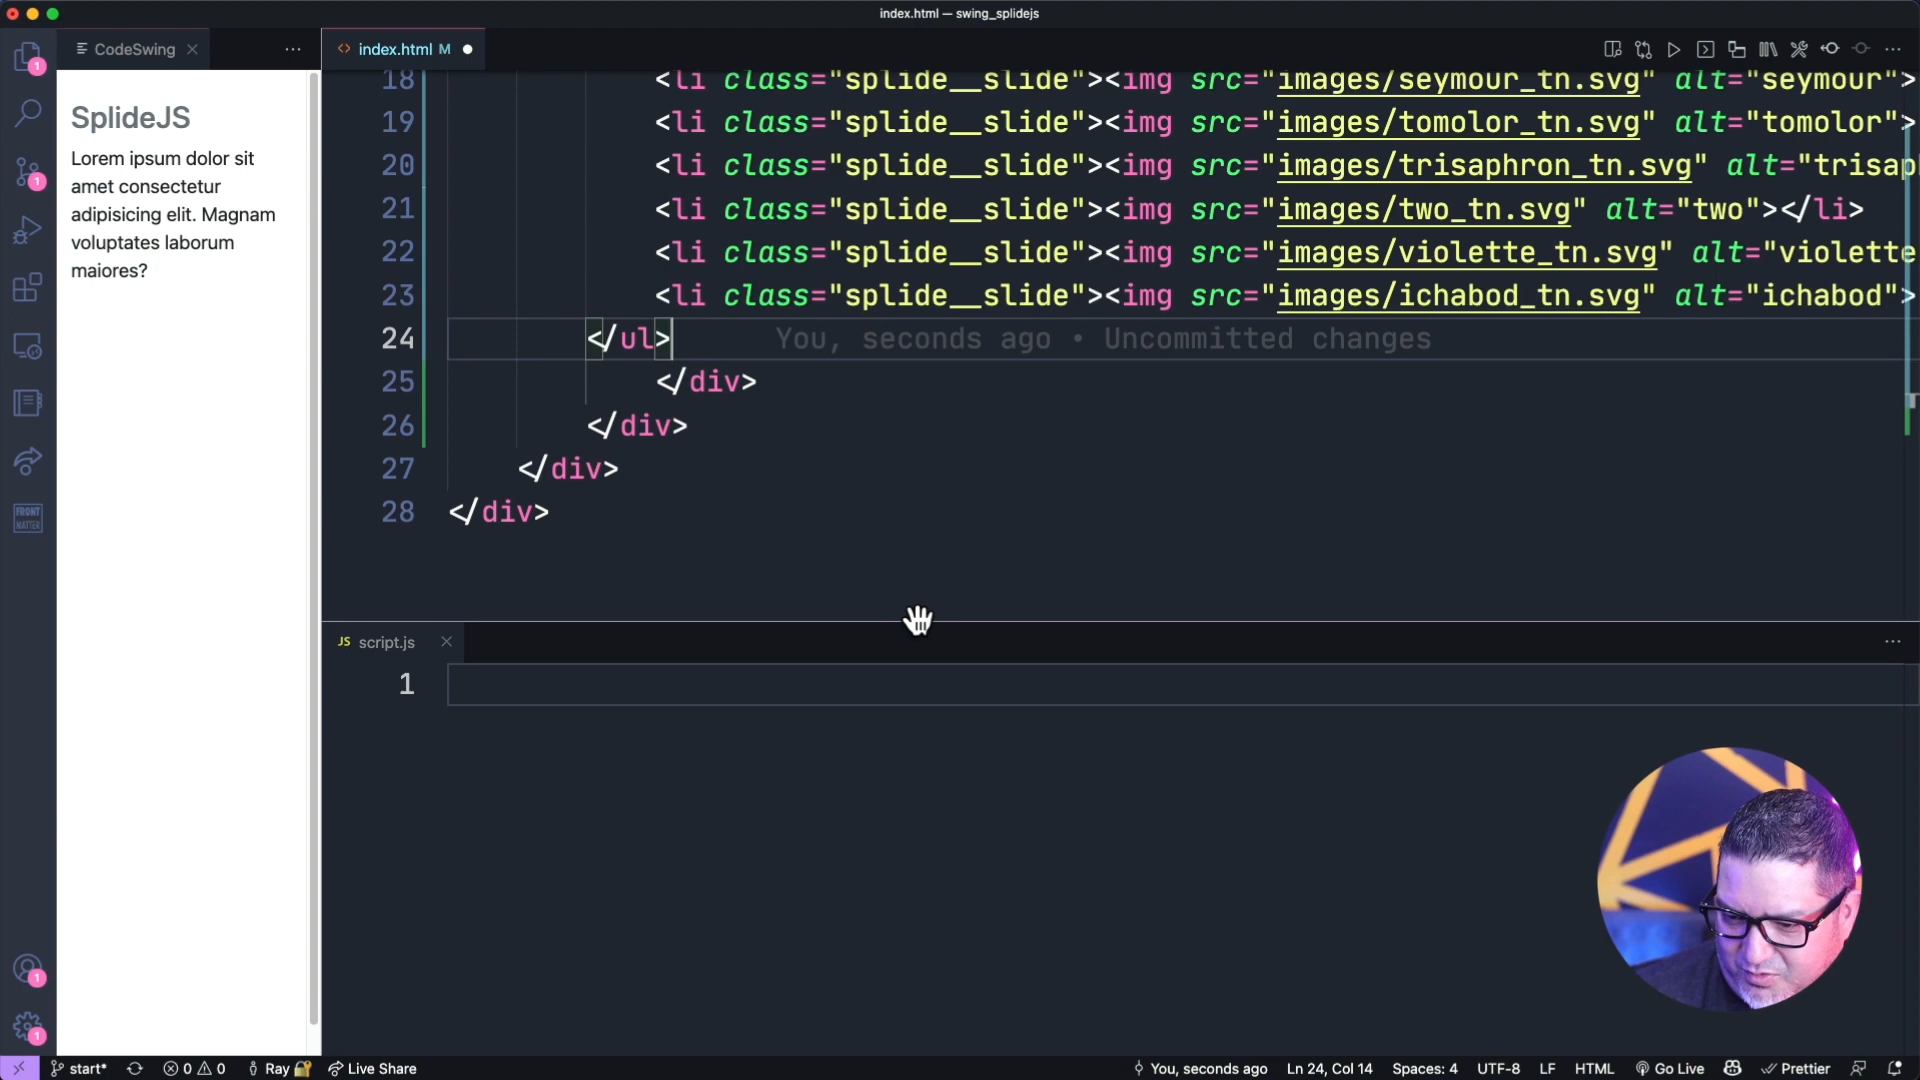 index.html — swing_splidejs
CodeSwing
index.html M
SplideJS
Lorem ipsum dolor sit
amet consectetur
adipisicing elit. Magnam
voluptates laborum
maiores?
18 <li class="splide__slide"><img src="images/seymour_tn.svg" alt="seymour">
19 <li class="splide__slide"><img src="images/tomolor_tn.svg" alt="tomolor">
20 <li class="splide__slide"><img src="images/trisaphron_tn.svg" alt="trisap
21 <li class="splide__slide"><img src="images/two_tn.svg" alt="two"></li>
22 <li class="splide__slide"><img src="images/violette_tn.svg" alt="violette
23 <li class="splide__slide"><img src="images/ichabod_tn.svg" alt="ichabod">
24 </ul> You, seconds ago • Uncommitted changes
25 </div>
26 </div>
27 </div>
28 </div>
JS script.js
1
1
1
FRONT
MATTER
1
1
start* 0 0 Ray Live Share You, seconds ago Ln 24, Col 14 Spaces: 4 UTF-8 LF HTML Go Live Prettier